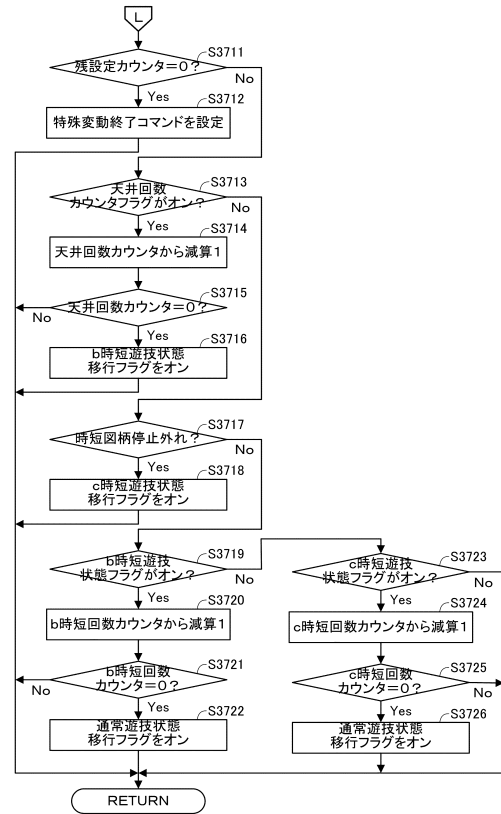 L
S3711
残設定カウンタ=0?
No
Yes
S3712
特殊変動終了コマンドを設定
S3713
天井回数
カウンタフラグがオン?
No
Yes
S3714
天井回数カウンタから減算1
S3715
天井回数カウンタ=0?
No
Yes
S3716
b時短遊技状態
移行フラグをオン
S3717
時短図柄停止外れ?
No
Yes
S3718
c時短遊技状態
移行フラグをオン
S3719
b時短遊技
状態フラグがオン?
No
Yes
S3720
b時短回数カウンタから減算1
S3721
b時短回数
カウンタ=0?
No
Yes
S3722
通常遊技状態
移行フラグをオン
S3723
c時短遊技
状態フラグがオン?
No
Yes
S3724
c時短回数カウンタから減算1
S3725
c時短回数
カウンタ=0?
No
Yes
S3726
通常遊技状態
移行フラグをオン
RETURN